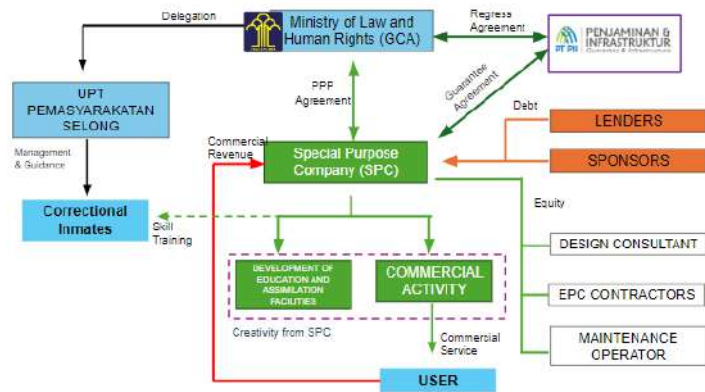 Delegation
Ministry of Law and
Human Rights (GCA)
Regress
Agreement
PT PII
PENJAMINAN &
INFRASTRUKTUR
Guarantee & Infrastructure
UPT
PEMASYARAKATAN
SELONG
PPP
Agreement
Guarantee
Agreement
Debt
LENDERS
SPONSORS
Management
& Guidance
Commercial
Revenue
Special Purpose
Company (SPC)
Equity
Correctional
Inmates
Skill
Training
DESIGN CONSULTANT
DEVELOPMENT OF
EDUCATION AND
ASSIMILATION
FACILITIES
COMMERCIAL
ACTIVITY
EPC CONTRACTORS
Creativity from SPC
Commercial
Service
MAINTENANCE
OPERATOR
USER